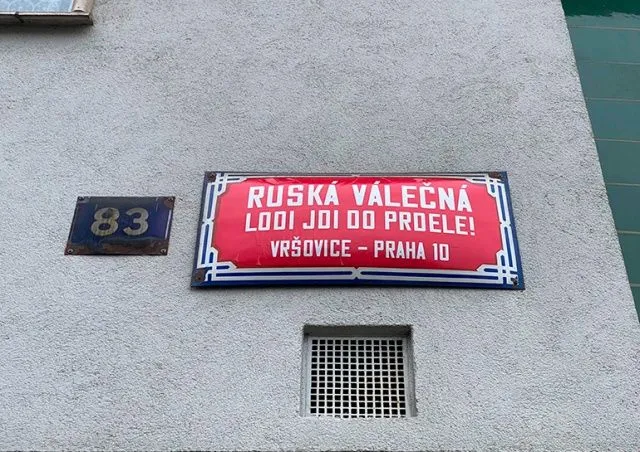 83
RUSKÁ VÁLEČNÁ
LODI JDI DO PRDELE!
VRŠOVICE – PRAHA 10